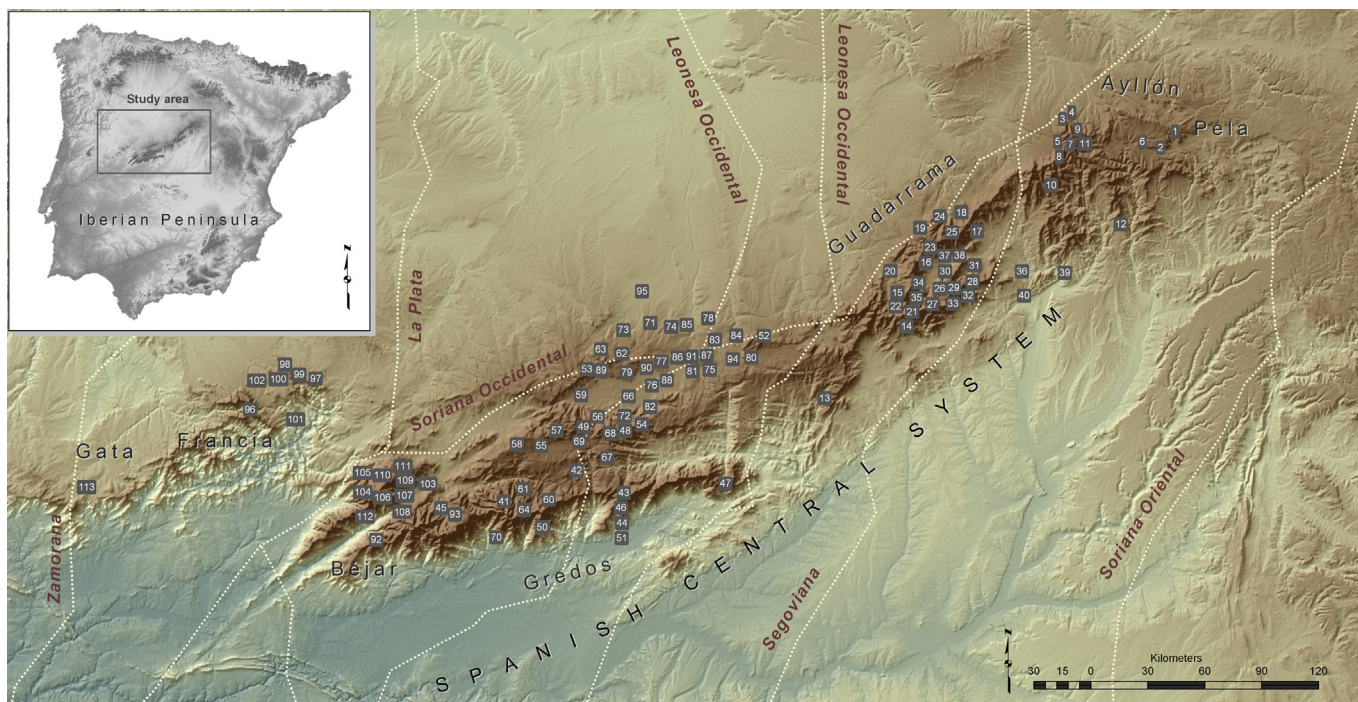 Study area
Iberian Peninsula
N
Leonesa Occidental
Leonesa Occidental
Ayllón
Pela
Guadarrama
La Plata
Soriana Occidental
Gata
Francia
Zamorana
Béjar
Gredos
SPANISH CENTRAL SYSTEM
Segoviana
Soriana Oriental
4
3
9
1
5 7 11 6 2
8
10
12
24 18
19 25 17
23
16 37 38 31
20 30 36 39
34 26 29 28
15 35 32 40
22 21 27 33
14
95
71 74 85 78
73 83 84 52
63 62 77 86 91 87 94 80
53 89 79 90 81 75
76 88
59 66 82 13
56 72
57 49 68 48 54
58 55 69
67
42
98
102 100 99 97
96 101
105 110 111
109 103
104 106 107
112 108 45 93
92
41 61 60
64
70 50
43 47
46
44
51
113
N
Kilometers
30 15 0 30 60 90 120